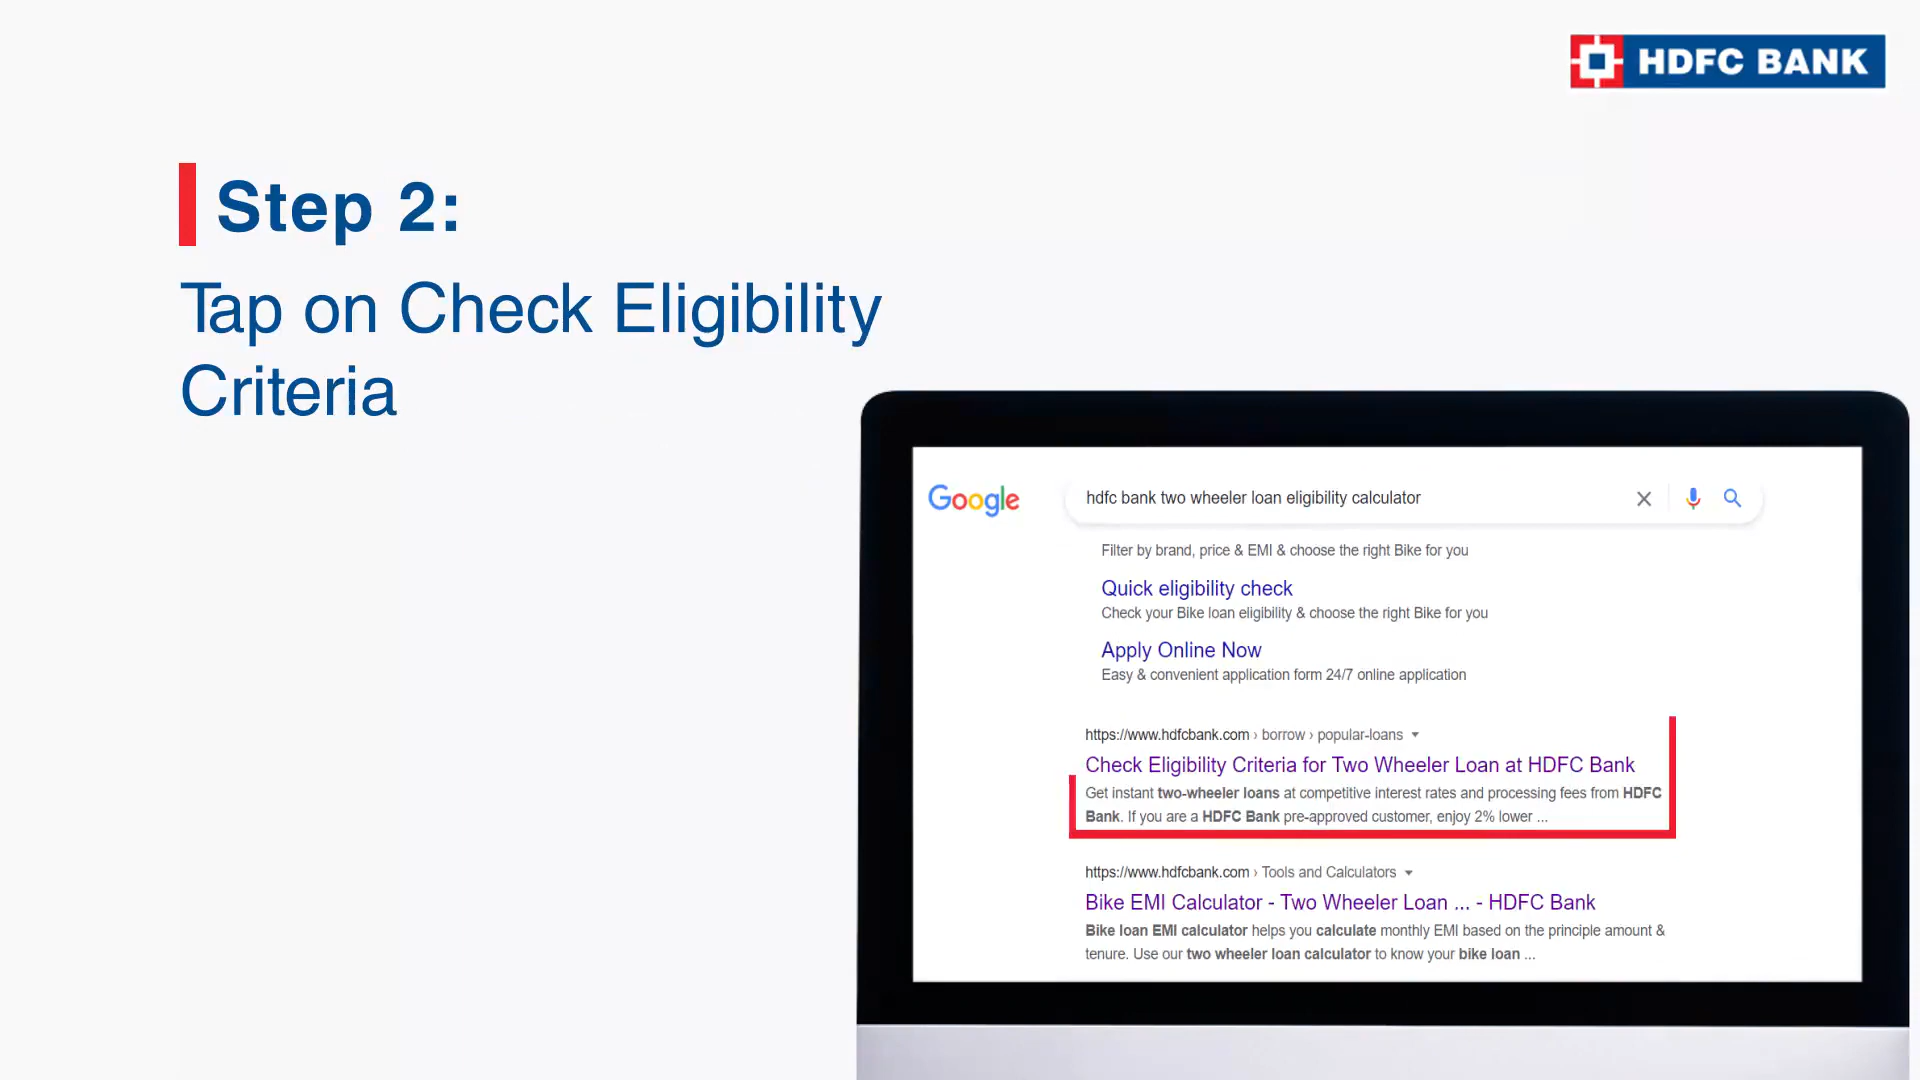 HDFC BANK
Step 2:
Tap on Check Eligibility
Criteria
Google
hdfc bank two wheeler loan eligibility calculator
Filter by brand, price & EMI & choose the right Bike for you
Quick eligibility check
Check your Bike loan eligibility & choose the right Bike for you
Apply Online Now
Easy & convenient application form 24/7 online application
https://www.hdfcbank.com › borrow › popular-loans
Check Eligibility Criteria for Two Wheeler Loan at HDFC Bank
Get instant two-wheeler loans at competitive interest rates and processing fees from HDFC
Bank. If you are a HDFC Bank pre-approved customer, enjoy 2% lower ...
https://www.hdfcbank.com › Tools and Calculators
Bike EMI Calculator - Two Wheeler Loan ... - HDFC Bank
Bike loan EMI calculator helps you calculate monthly EMI based on the principle amount &
tenure. Use our two wheeler loan calculator to know your bike loan ...